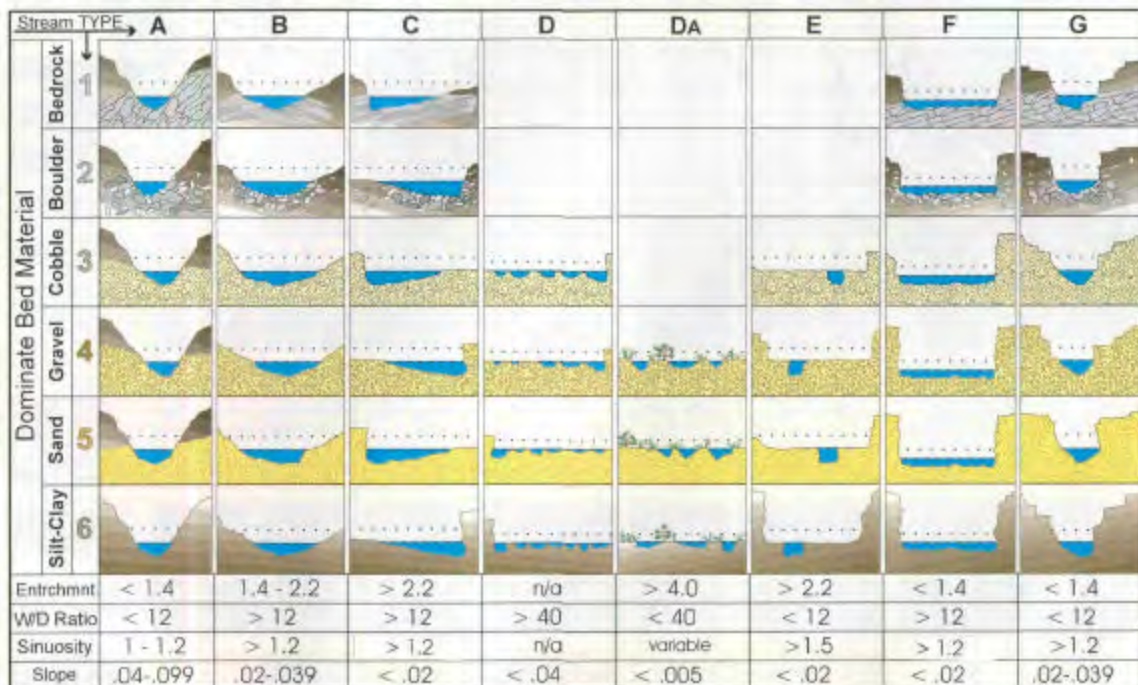 Stream TYPE A B C D DA E F G
Dominate Bed Material
Bedrock 1
Boulder 2
Cobble 3
Gravel 4
Sand 5
Silt-Clay 6
Entrchmnt. < 1.4 1.4 - 2.2 > 2.2 n/a > 4.0 > 2.2 < 1.4 < 1.4
W/D Ratio < 12 > 12 > 12 > 40 < 40 < 12 > 12 < 12
Sinuosity 1 - 1.2 > 1.2 > 1.2 n/a variable >1.5 > 1.2 >1.2
Slope .04-.099 .02-.039 < .02 < .04 < .005 < .02 < .02 .02-.039